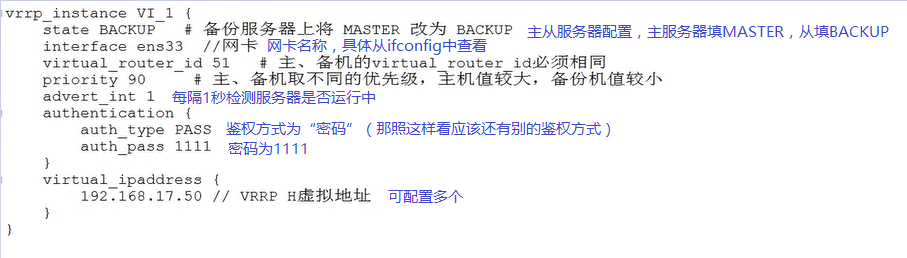 vrrp_instance VI_1 {
state BACKUP # 备份服务器上将 MASTER 改为 BACKUP 主从服务器配置，主服务器填MASTER，从填BACKUP
interface ens33 //网卡 网卡名称，具体从ifconfig中查看
virtual_router_id 51 # 主、备机的virtual_router_id必须相同
priority 90 # 主、备机取不同的优先级，主机值较大，备份机值较小
advert_int 1 每隔1秒检测服务器是否运行中
authentication {
auth_type PASS 鉴权方式为“密码”（那照这样看应该还有别的鉴权方式）
auth_pass 1111 密码为1111
}
virtual_ipaddress {
192.168.17.50 // VRRP H虚拟地址 可配置多个
}
}